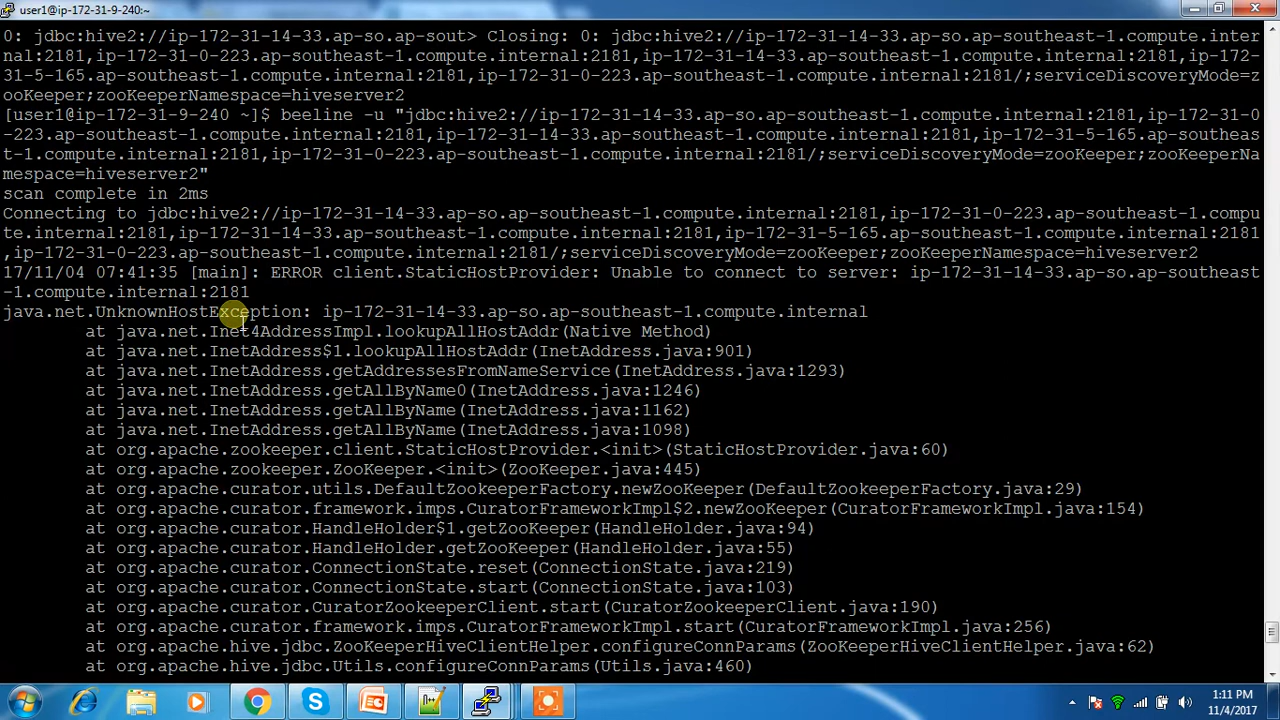 user1@ip-172-31-9-240:~
0: jdbc:hive2://ip-172-31-14-33.ap-so.ap-sout> Closing: 0: jdbc:hive2://ip-172-31-14-33.ap-so.ap-southeast-1.compute.inter
nal:2181,ip-172-31-0-223.ap-southeast-1.compute.internal:2181,ip-172-31-14-33.ap-southeast-1.compute.internal:2181,ip-172-
31-5-165.ap-southeast-1.compute.internal:2181,ip-172-31-0-223.ap-southeast-1.compute.internal:2181/;serviceDiscoveryMode=z
ooKeeper;zooKeeperNamespace=hiveserver2
[user1@ip-172-31-9-240 ~]$ beeline -u "jdbc:hive2://ip-172-31-14-33.ap-so.ap-southeast-1.compute.internal:2181,ip-172-31-0
-223.ap-southeast-1.compute.internal:2181,ip-172-31-14-33.ap-southeast-1.compute.internal:2181,ip-172-31-5-165.ap-southeas
t-1.compute.internal:2181,ip-172-31-0-223.ap-southeast-1.compute.internal:2181/;serviceDiscoveryMode=zooKeeper;zooKeeperNa
mespace=hiveserver2"
scan complete in 2ms
Connecting to jdbc:hive2://ip-172-31-14-33.ap-so.ap-southeast-1.compute.internal:2181,ip-172-31-0-223.ap-southeast-1.compu
te.internal:2181,ip-172-31-14-33.ap-southeast-1.compute.internal:2181,ip-172-31-5-165.ap-southeast-1.compute.internal:2181
,ip-172-31-0-223.ap-southeast-1.compute.internal:2181/;serviceDiscoveryMode=zooKeeper;zooKeeperNamespace=hiveserver2
17/11/04 07:41:35 [main]: ERROR client.StaticHostProvider: Unable to connect to server: ip-172-31-14-33.ap-so.ap-southeast
-1.compute.internal:2181
java.net.UnknownHostException: ip-172-31-14-33.ap-so.ap-southeast-1.compute.internal
at java.net.Inet4AddressImpl.lookupAllHostAddr(Native Method)
at java.net.InetAddress$1.lookupAllHostAddr(InetAddress.java:901)
at java.net.InetAddress.getAddressesFromNameService(InetAddress.java:1293)
at java.net.InetAddress.getAllByName0(InetAddress.java:1246)
at java.net.InetAddress.getAllByName(InetAddress.java:1162)
at java.net.InetAddress.getAllByName(InetAddress.java:1098)
at org.apache.zookeeper.client.StaticHostProvider.<init>(StaticHostProvider.java:60)
at org.apache.zookeeper.ZooKeeper.<init>(ZooKeeper.java:445)
at org.apache.curator.utils.DefaultZookeeperFactory.newZooKeeper(DefaultZookeeperFactory.java:29)
at org.apache.curator.framework.imps.CuratorFrameworkImpl$2.newZooKeeper(CuratorFrameworkImpl.java:154)
at org.apache.curator.HandleHolder$1.getZooKeeper(HandleHolder.java:94)
at org.apache.curator.HandleHolder.getZooKeeper(HandleHolder.java:55)
at org.apache.curator.ConnectionState.reset(ConnectionState.java:219)
at org.apache.curator.ConnectionState.start(ConnectionState.java:103)
at org.apache.curator.CuratorZookeeperClient.start(CuratorZookeeperClient.java:190)
at org.apache.curator.framework.imps.CuratorFrameworkImpl.start(CuratorFrameworkImpl.java:256)
at org.apache.hive.jdbc.ZooKeeperHiveClientHelper.configureConnParams(ZooKeeperHiveClientHelper.java:62)
at org.apache.hive.jdbc.Utils.configureConnParams(Utils.java:460)
1:11 PM
11/4/2017